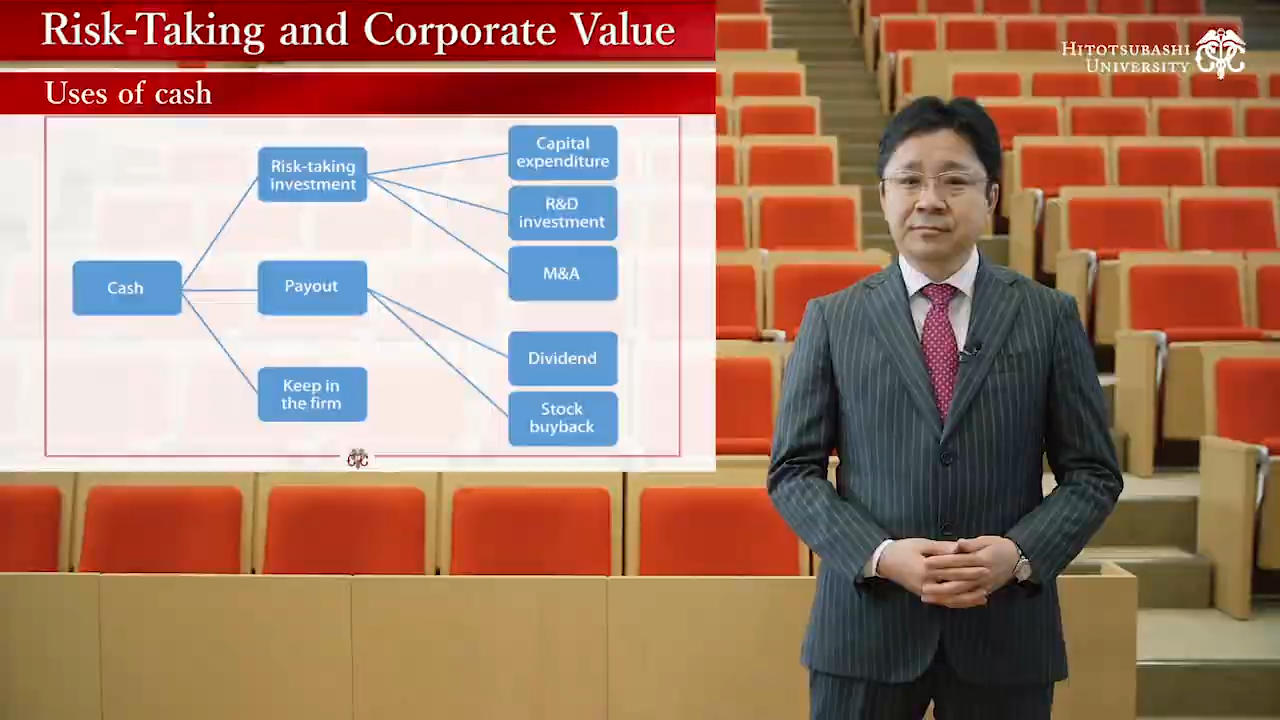 Risk-Taking and Corporate Value
HITOTSUBASHI
UNIVERSITY
Uses of cash
Cash
Risk-taking
investment
Payout
Keep in
the firm
Capital
expenditure
R&D
investment
M&A
Dividend
Stock
buyback